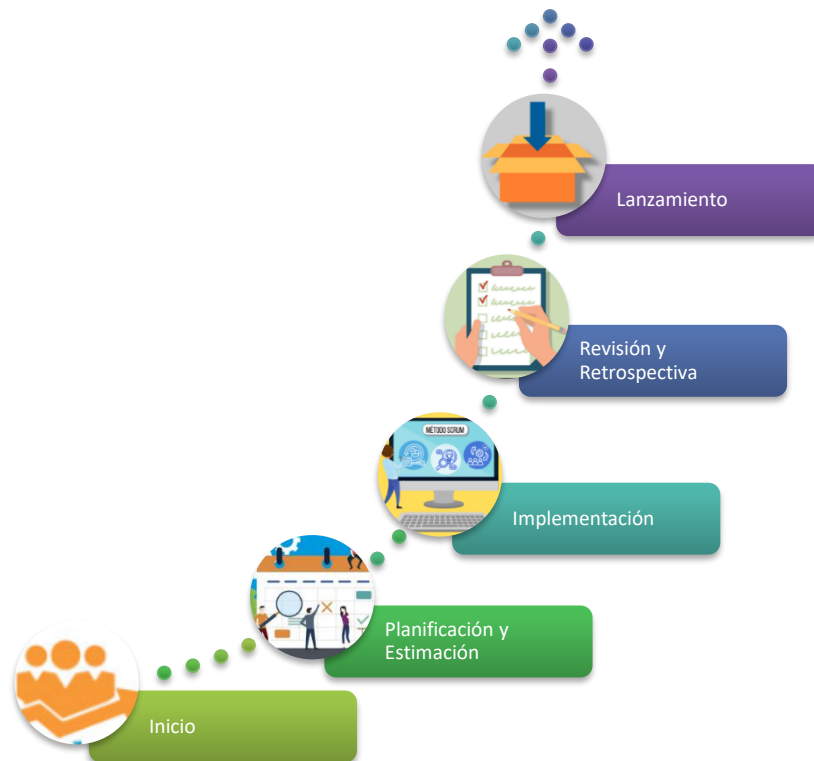 Lanzamiento
Revisión y
Retrospectiva
MÉTODO SCRUM
Implementación
Planificación y
Estimación
Inicio